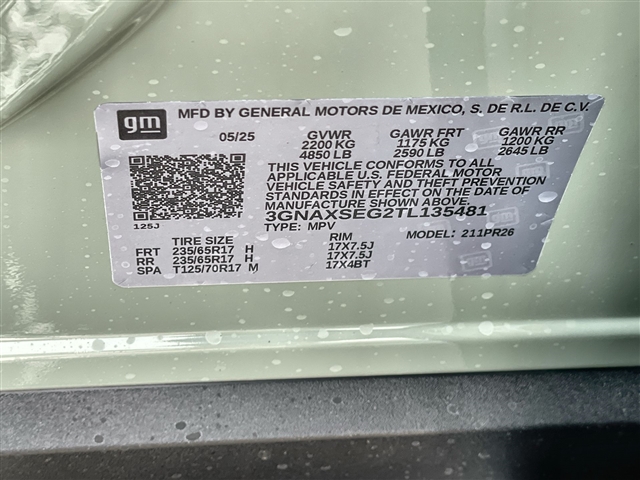 gm
MFD BY GENERAL MOTORS DE MEXICO, S. DE R.L. DE C.V.
05/25 GVWR GAWR FRT GAWR RR
2200 KG 1175 KG 1200 KG
4850 LB 2590 LB 2645 LB
THIS VEHICLE CONFORMS TO ALL
APPLICABLE U.S. FEDERAL MOTOR
VEHICLE SAFETY AND THEFT PREVENTION
STANDARDS IN EFFECT ON THE DATE OF
MANUFACTURE SHOWN ABOVE.
3GNAXSEG2TL135481
125J
TYPE: MPV MODEL: 211PR26
TIRE SIZE RIM
FRT 235/65R17 H 17X7.5J
RR 235/65R17 H 17X7.5J
SPA T125/70R17 M 17X4BT